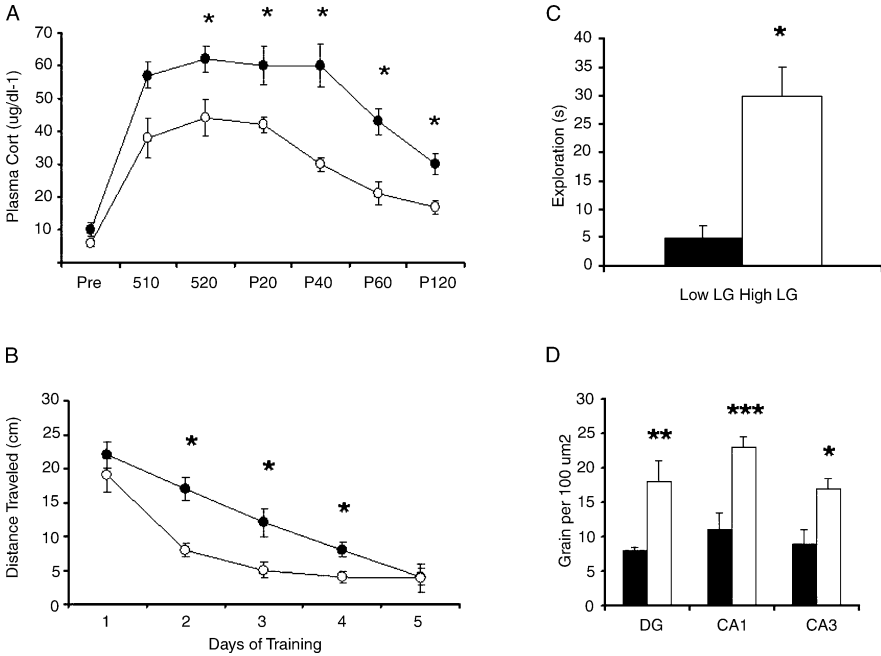 A
Plasma Cort (ug/dl-1)
70
60
50
40
30
20
10
* * * * *
Pre 510 520 P20 P40 P60 P120
B
Distance Traveled (cm)
30
25
20
15
10
5
0
* * *
1 2 3 4 5
Days of Training
C
Exploration (s)
40
35
30
25
20
15
10
5
0
*
Low LG High LG
D
Grain per 100 um2
30
25
20
15
10
5
0
** *** *
DG CA1 CA3